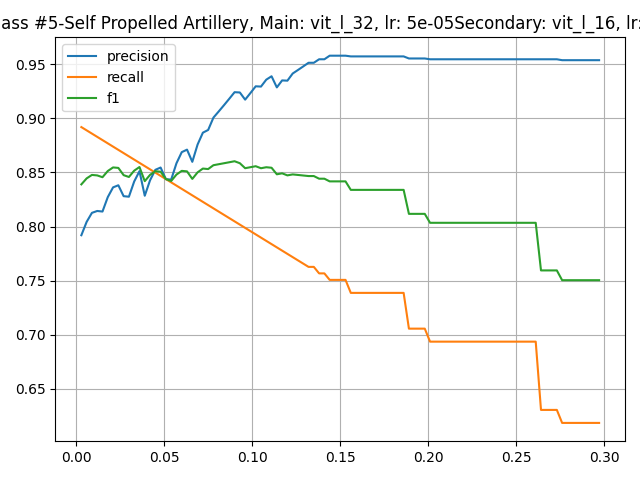 ass #5-Self Propelled Artillery, Main: vit_l_32, lr: 5e-05Secondary: vit_l_16, lr:
precision
recall
f1
0.95
0.90
0.85
0.80
0.75
0.70
0.65
0.00 0.05 0.10 0.15 0.20 0.25 0.30